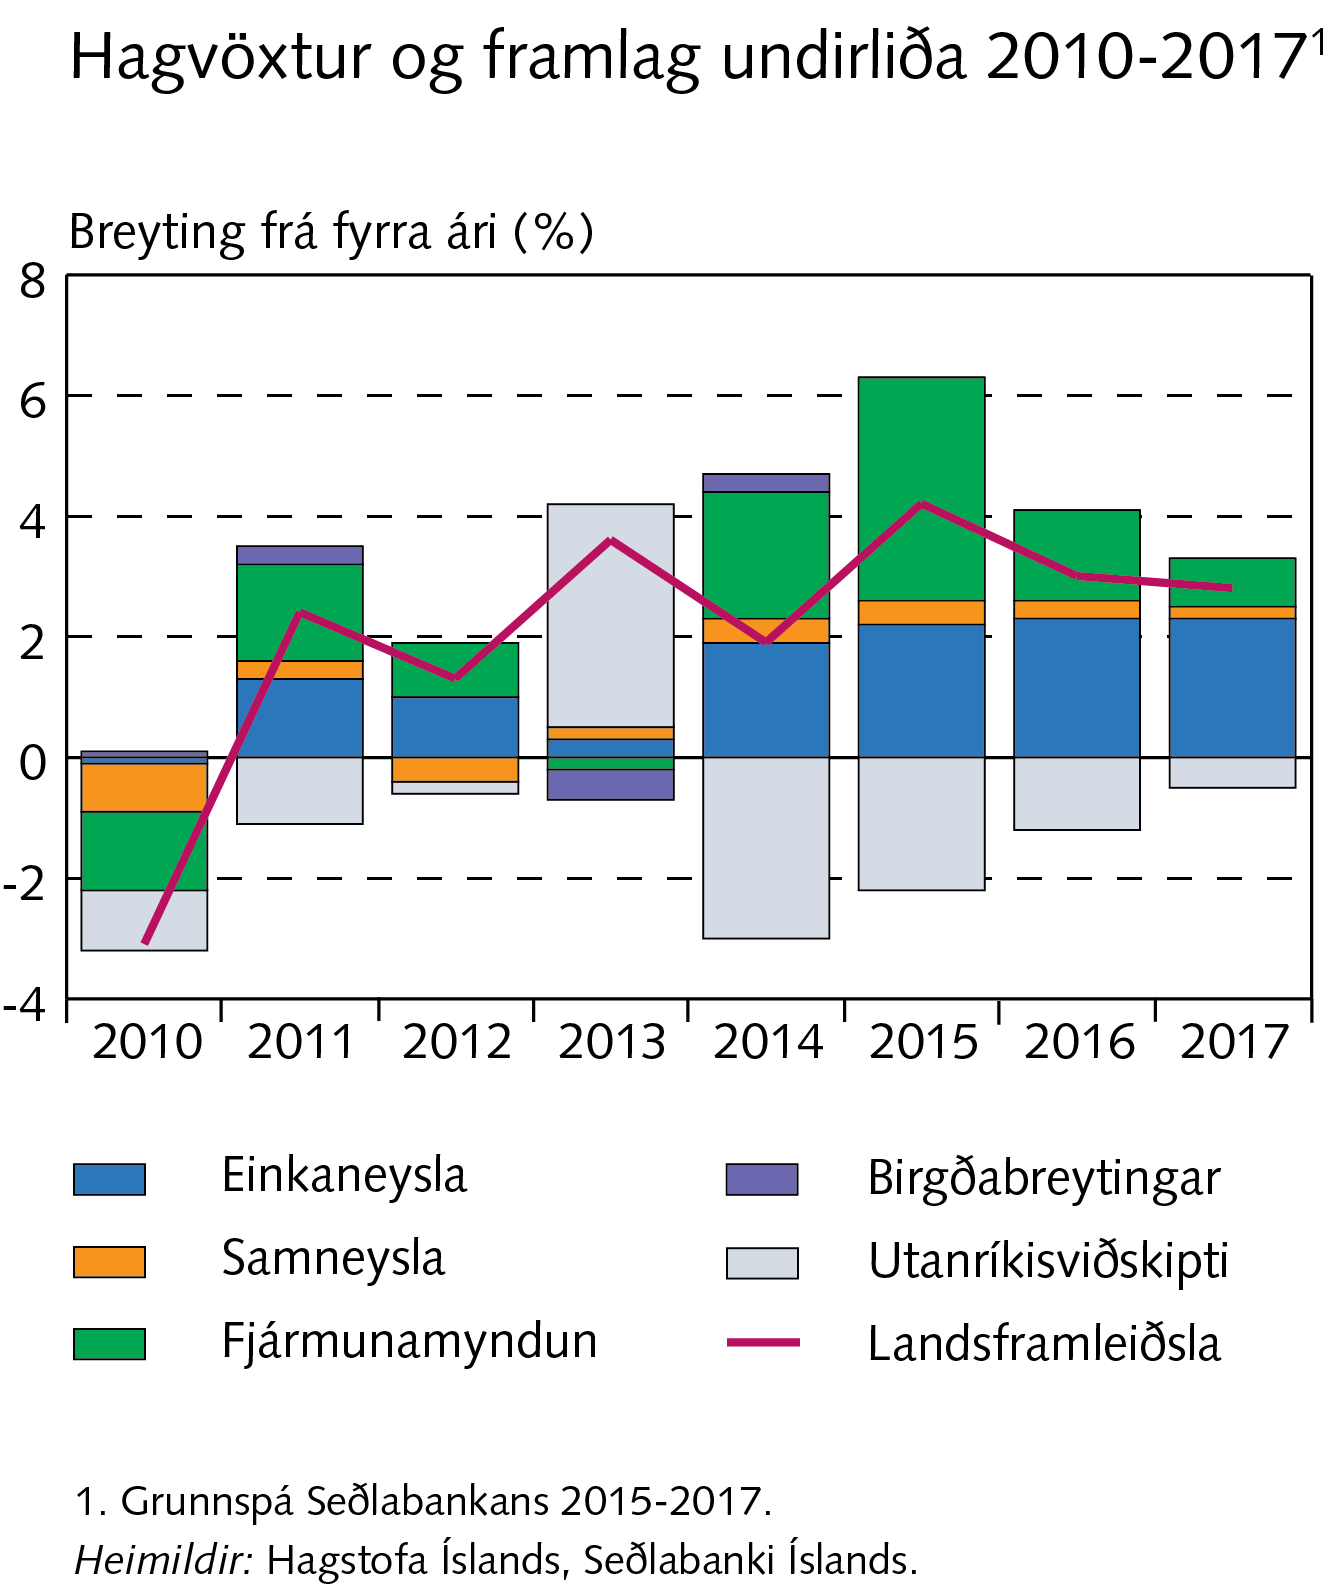 Hagvöxtur og framlag undirliða 2010-2017¹
Breyting frá fyrra ári (%)
8
6
4
2
0
-2
-4
2010 2011 2012 2013 2014 2015 2016 2017
Einkaneysla
Samneysla
Fjármunamyndun
Birgðabreytingar
Utanríkisviðskipti
Landsframleiðsla
1. Grunnspá Seðlabankans 2015-2017.
Heimildir: Hagstofa Íslands, Seðlabanki Íslands.